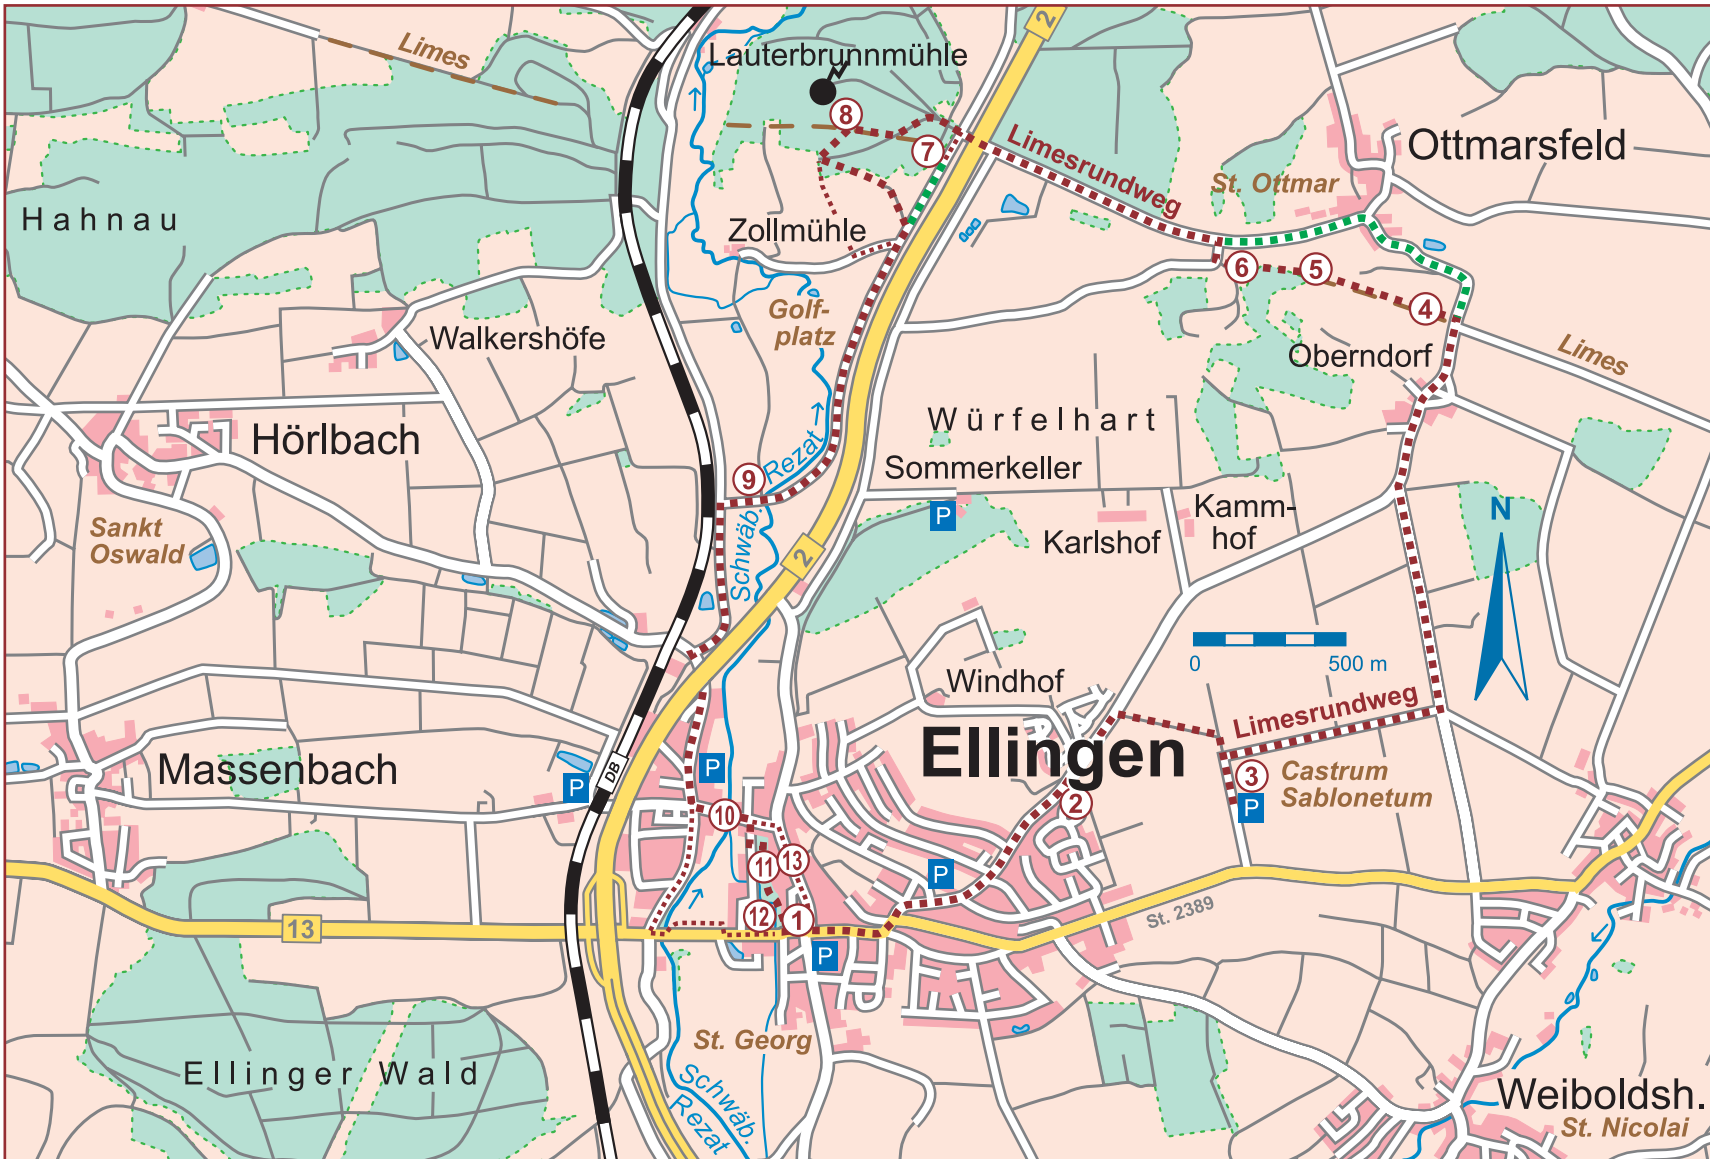 2
Limes
Lauterbrunnmühle
8
7
Limesrundweg
Ottmarsfeld
St. Ottmar
Hahnau
Zollmühle
6
5
4
Golf-
platz
Walkershöfe
Oberndorf
Limes
Würfelhart
Hörlbach
Rezat
Sommerkeller
9
P
Kamm-
hof
Karlshof
N
Sankt
Oswald
Schwäb.
2
0
500 m
Windhof
Limesrundweg
Ellingen
Massenbach
DB
P
P
3
Castrum
Sablonetum
P
2
10
11
13
P
12
1
13
St. 2389
P
St. Georg
Ellinger Wald
Schwäb.
Rezat
Weiboldsh.
St. Nicolai